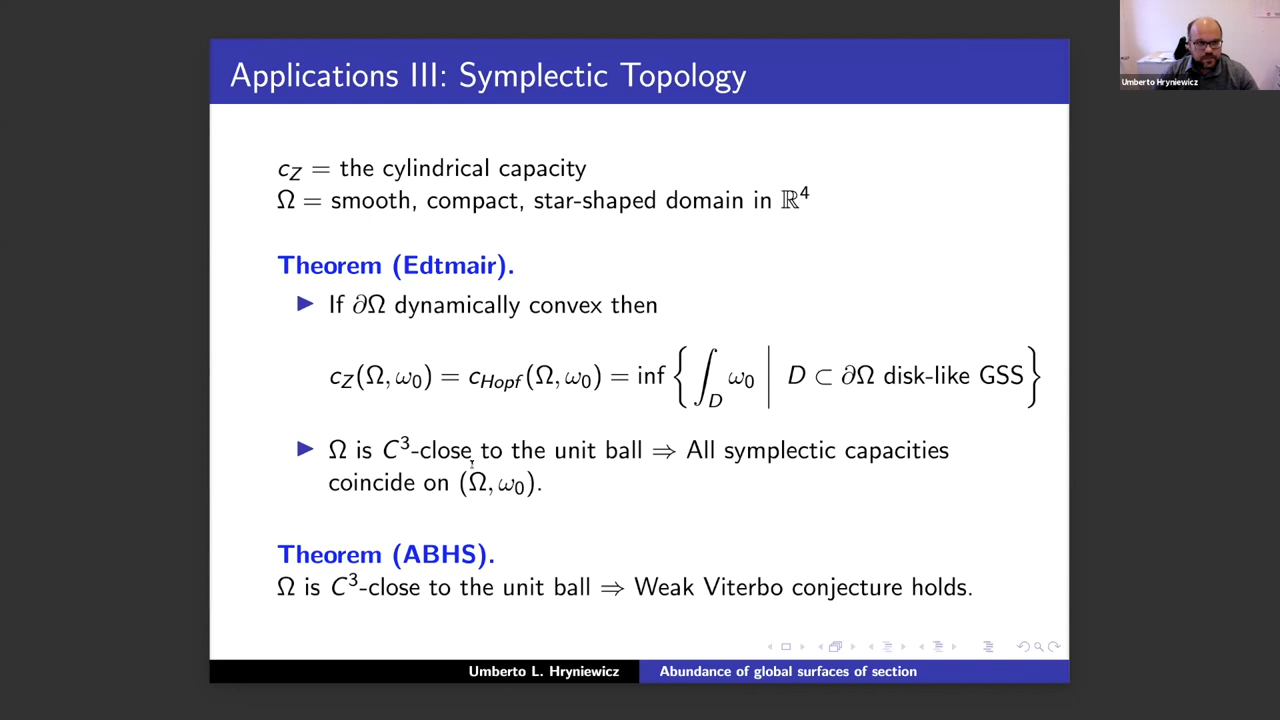 Applications III: Symplectic Topology
Umberto Hryniewicz
c_Z = the cylindrical capacity
Ω = smooth, compact, star-shaped domain in ℝ⁴
Theorem (Edtmair).
▶ If ∂Ω dynamically convex then
c_Z(Ω, ω₀) = c_Hopf(Ω, ω₀) = inf { ∫_D ω₀ | D ⊂ ∂Ω disk-like GSS }
▶ Ω is C³-close to the unit ball ⇒ All symplectic capacities
coincide on (Ω, ω₀).
Theorem (ABHS).
Ω is C³-close to the unit ball ⇒ Weak Viterbo conjecture holds.
Umberto L. Hryniewicz Abundance of global surfaces of section